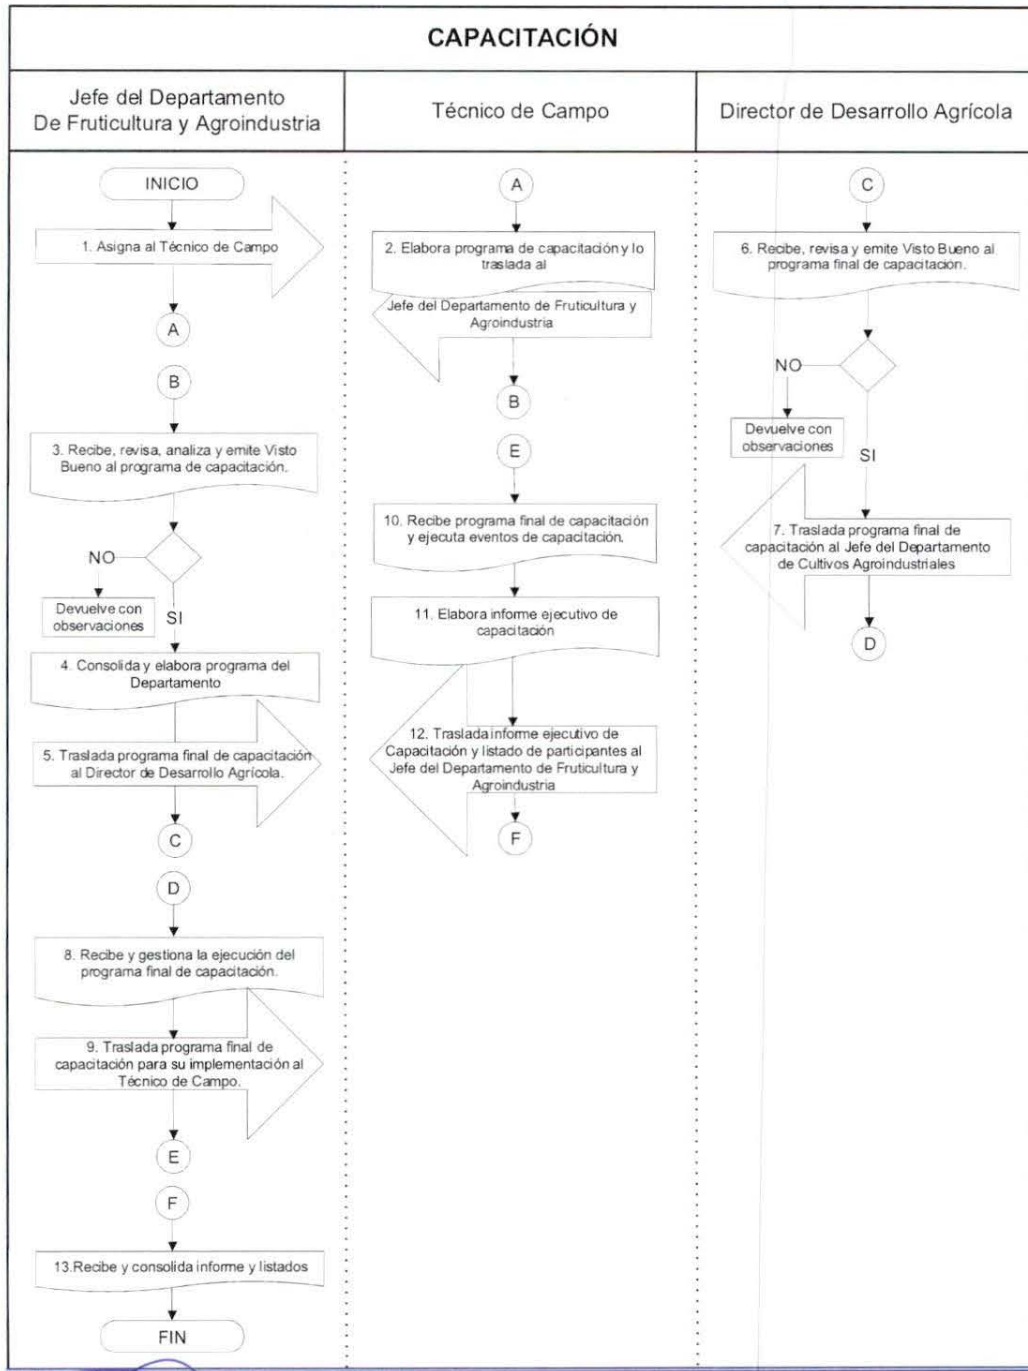 CAPACITACIÓN
Jefe del Departamento
De Fruticultura y Agroindustria
Técnico de Campo
Director de Desarrollo Agrícola
INICIO
1. Asigna al Técnico de Campo
A
B
3. Recibe, revisa, analiza y emite Visto
Bueno al programa de capacitación.
NO
Devuelve con
observaciones
SI
4. Consolida y elabora programa del
Departamento
5. Traslada programa final de capacitación
al Director de Desarrollo Agrícola.
C
D
8. Recibe y gestiona la ejecución del
programa final de capacitación.
9. Traslada programa final de
capacitación para su implementación al
Técnico de Campo.
E
F
13.Recibe y consolida informe y listados
FIN
A
2. Elabora programa de capacitación y lo
traslada al
Jefe del Departamento de Fruticultura y
Agroindustria
B
E
10. Recibe programa final de capacitación
y ejecuta eventos de capacitación.
11. Elabora informe ejecutivo de
capacitación
12. Traslada informe ejecutivo de
Capacitación y listado de participantes al
Jefe del Departamento de Fruticultura y
Agroindustria
F
C
6. Recibe, revisa y emite Visto Bueno al
programa final de capacitación.
NO
Devuelve con
observaciones
SI
7. Traslada programa final de
capacitación al Jefe del Departamento
de Cultivos Agroindustriales
D